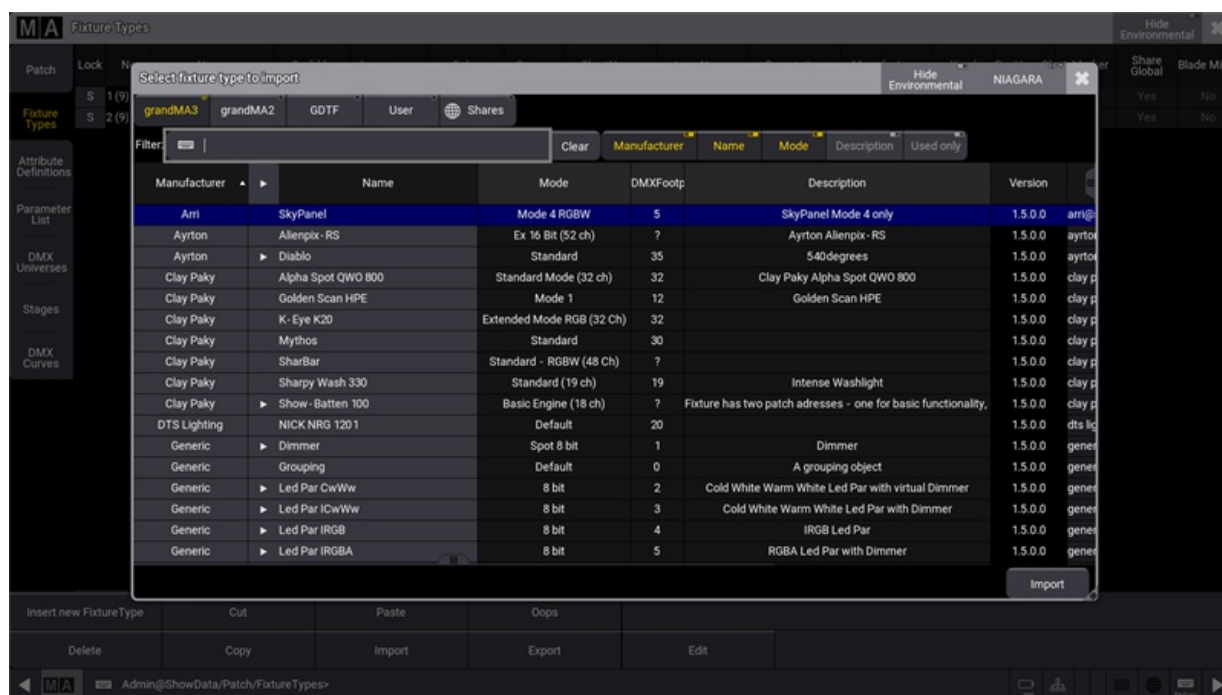 MA Fixture Types
Hide Environmental
Patch
Lock
Share Global
Blade
Select fixture type to import
Hide Environmental
NIAGARA
S 1 (9) Yes No
S 2 (9) Yes No
Fixture Types
grandMA3 grandMA2 GDTF User Shares
Filter: Clear Manufacturer Name Mode Description Used only
Attribute Definitions
Manufacturer Name Mode Description Version
Parameter List
Arri SkyPanel Mode 4 RGBW 5 SkyPanel Mode 4 only 1.5.0.0 arri@
Ayrton Alienpix-RS Ex 16 Bit (52 ch) ? Ayrton Alienpix-RS 1.5.0.0
Ayrton Diablo Standard 35 540degrees 1.5.0.0
DMX Universes
Clay Paky Alpha Spot QWO 800 Standard Mode (32 ch) 32 Clay Paky Alpha Spot QWO 800 1.5.0.0 clay
Clay Paky Golden Scan HPE Mode 1 12 Golden Scan HPE 1.5.0.0 clay
Stages
Clay Paky K-Eye K20 Extended Mode RGB (32 Ch) 32 1.5.0.0 clay
Clay Paky Mythos Standard 30 1.5.0.0 clay
DMX Curves
Clay Paky SharBar Standard - RGBW (48 Ch) ? 1.5.0.0 clay
Clay Paky Sharpy Wash 330 Standard (19 ch) 19 Intense Washlight 1.5.0.0 clay
Clay Paky Show-Batten 100 Basic Engine (18 ch) ? Fixture has two patch adresses - one for basic functionality, 1.5.0.0 clay
DTS Lighting NICK NRG 1201 Default 20 1.5.0.0 dts
Generic Dimmer Spot 8 bit 1 Dimmer 1.5.0.0
Generic Grouping Default 0 A grouping object 1.5.0.0
Generic Led Par CwWw 8 bit 2 Cold White Warm White Led Par with virtual Dimmer 1.5.0.0
Generic Led Par ICwWw 8 bit 3 Cold White Warm White Led Par with Dimmer 1.5.0.0
Generic Led Par IRGB 8 bit 4 IRGB Led Par 1.5.0.0
Generic Led Par IRGBA 8 bit 5 RGBA Led Par with Dimmer 1.5.0.0
Import
Insert new FixtureType Cut Paste Oops
Delete Copy Import Export Edit
MA Admin@ShowData/Patch/FixtureTypes>